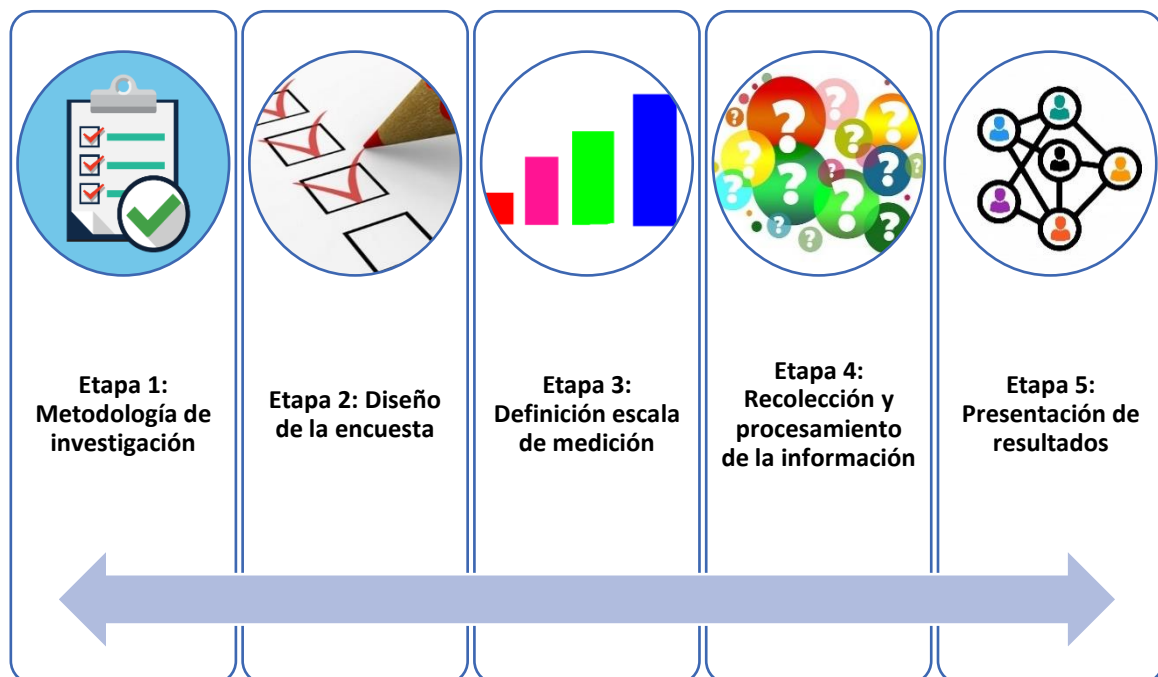 Etapa 1:
Metodología de
investigación
Etapa 2: Diseño
de la encuesta
Etapa 3:
Definición escala
de medición
Etapa 4:
Recolección y
procesamiento
de la información
Etapa 5:
Presentación de
resultados